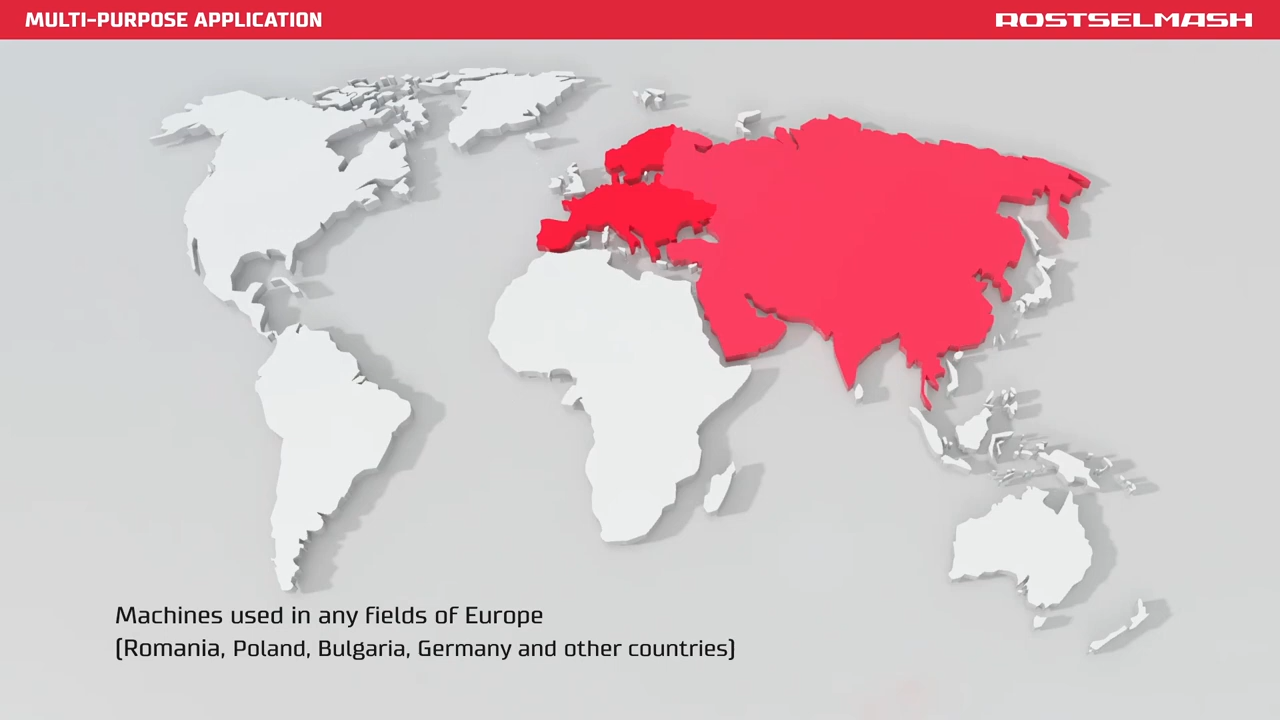 MULTI-PURPOSE APPLICATION
ROSTSELMASH
Machines used in any fields of Europe
(Romania, Poland, Bulgaria, Germany and other countries)